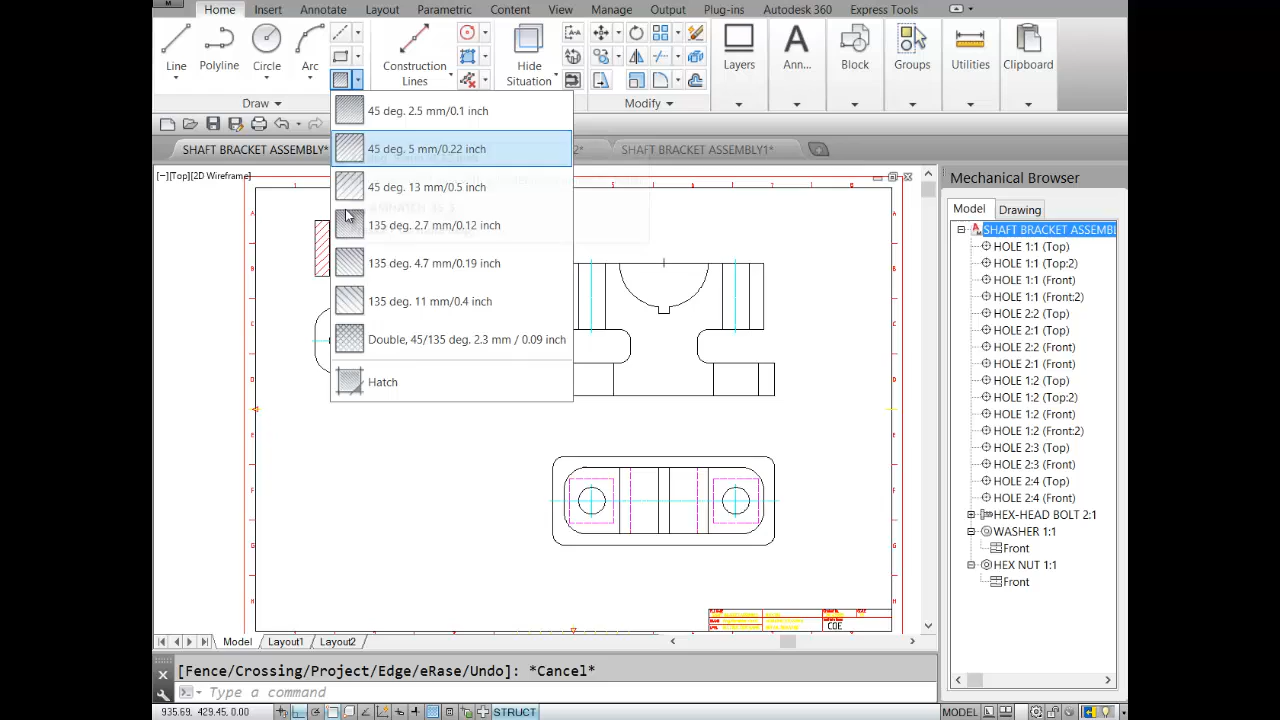 Home Insert Annotate Layout Parametric Content View Manage Output Plug-ins Autodesk 360 Express Tools
Line Polyline Circle Arc
Construction Lines
Hide Situation
Layers Ann... Block Groups Utilities Clipboard
Draw Modify
SHAFT BRACKET ASSEMBLY* 2* SHAFT BRACKET ASSEMBLY1*
45 deg. 2.5 mm/0.1 inch
45 deg. 5 mm/0.22 inch
45 deg. 13 mm/0.5 inch
135 deg. 2.7 mm/0.12 inch
135 deg. 4.7 mm/0.19 inch
135 deg. 11 mm/0.4 inch
Double, 45/135 deg. 2.3 mm / 0.09 inch
Hatch
[−][Top][2D Wireframe]
COE
Model Layout1 Layout2
Mechanical Browser
Model Drawing
SHAFT BRACKET ASSEMBL
HOLE 1:1 (Top)
HOLE 1:1 (Top:2)
HOLE 1:1 (Front)
HOLE 1:1 (Front:2)
HOLE 2:2 (Top)
HOLE 2:1 (Top)
HOLE 2:2 (Front)
HOLE 2:1 (Front)
HOLE 1:2 (Top)
HOLE 1:2 (Top:2)
HOLE 1:2 (Front)
HOLE 1:2 (Front:2)
HOLE 2:3 (Top)
HOLE 2:3 (Front)
HOLE 2:4 (Top)
HOLE 2:4 (Front)
HEX-HEAD BOLT 2:1
WASHER 1:1
Front
HEX NUT 1:1
Front
[Fence/Crossing/Project/Edge/eRase/Undo]: *Cancel*
Type a command
935.69, 429.45, 0.00 STRUCT MODEL